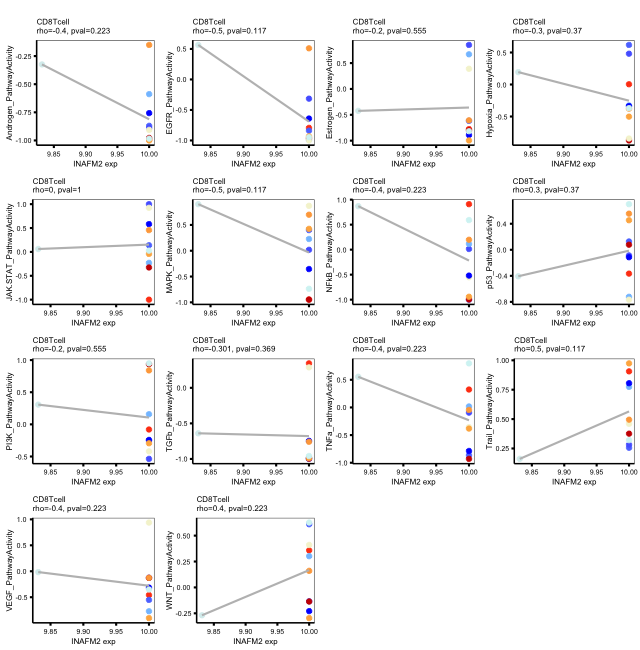 CD8Tcell
rho=-0.4, pval=0.223
Androgen_PathwayActivity
-0.25
-0.50
-0.75
-1.00
9.85
9.90
9.95
10.00
INAFM2 exp
CD8Tcell
rho=-0.5, pval=0.117
EGFR_PathwayActivity
0.5
0.0
-0.5
-1.0
9.85
9.90
9.95
10.00
INAFM2 exp
CD8Tcell
rho=-0.2, pval=0.555
Estrogen_PathwayActivity
0.5
0.0
-0.5
-1.0
9.85
9.90
9.95
10.00
INAFM2 exp
CD8Tcell
rho=-0.3, pval=0.37
Hypoxia_PathwayActivity
0.5
0.0
-0.5
9.85
9.90
9.95
10.00
INAFM2 exp
CD8Tcell
rho=0, pval=1
JAK.STAT_PathwayActivity
1.0
0.5
0.0
-0.5
-1.0
9.85
9.90
9.95
10.00
INAFM2 exp
CD8Tcell
rho=-0.5, pval=0.117
MAPK_PathwayActivity
1.0
0.5
0.0
-0.5
-1.0
9.85
9.90
9.95
10.00
INAFM2 exp
CD8Tcell
rho=-0.4, pval=0.223
NFkB_PathwayActivity
1.0
0.5
0.0
-0.5
-1.0
9.85
9.90
9.95
10.00
INAFM2 exp
CD8Tcell
rho=0.3, pval=0.37
p53_PathwayActivity
0.4
0.0
-0.4
-0.8
9.85
9.90
9.95
10.00
INAFM2 exp
CD8Tcell
rho=-0.2, pval=0.555
PI3K_PathwayActivity
1.0
0.5
0.0
-0.5
9.85
9.90
9.95
10.00
INAFM2 exp
CD8Tcell
rho=-0.301, pval=0.369
TGFb_PathwayActivity
0.0
-0.5
-1.0
9.85
9.90
9.95
10.00
INAFM2 exp
CD8Tcell
rho=-0.4, pval=0.223
TNFa_PathwayActivity
0.5
0.0
-0.5
-1.0
9.85
9.90
9.95
10.00
INAFM2 exp
CD8Tcell
rho=0.5, pval=0.117
Trail_PathwayActivity
1.00
0.75
0.50
0.25
9.85
9.90
9.95
10.00
INAFM2 exp
CD8Tcell
rho=-0.4, pval=0.223
VEGF_PathwayActivity
1.0
0.5
0.0
-0.5
9.85
9.90
9.95
10.00
INAFM2 exp
CD8Tcell
rho=0.4, pval=0.223
WNT_PathwayActivity
0.50
0.25
0.00
-0.25
9.85
9.90
9.95
10.00
INAFM2 exp